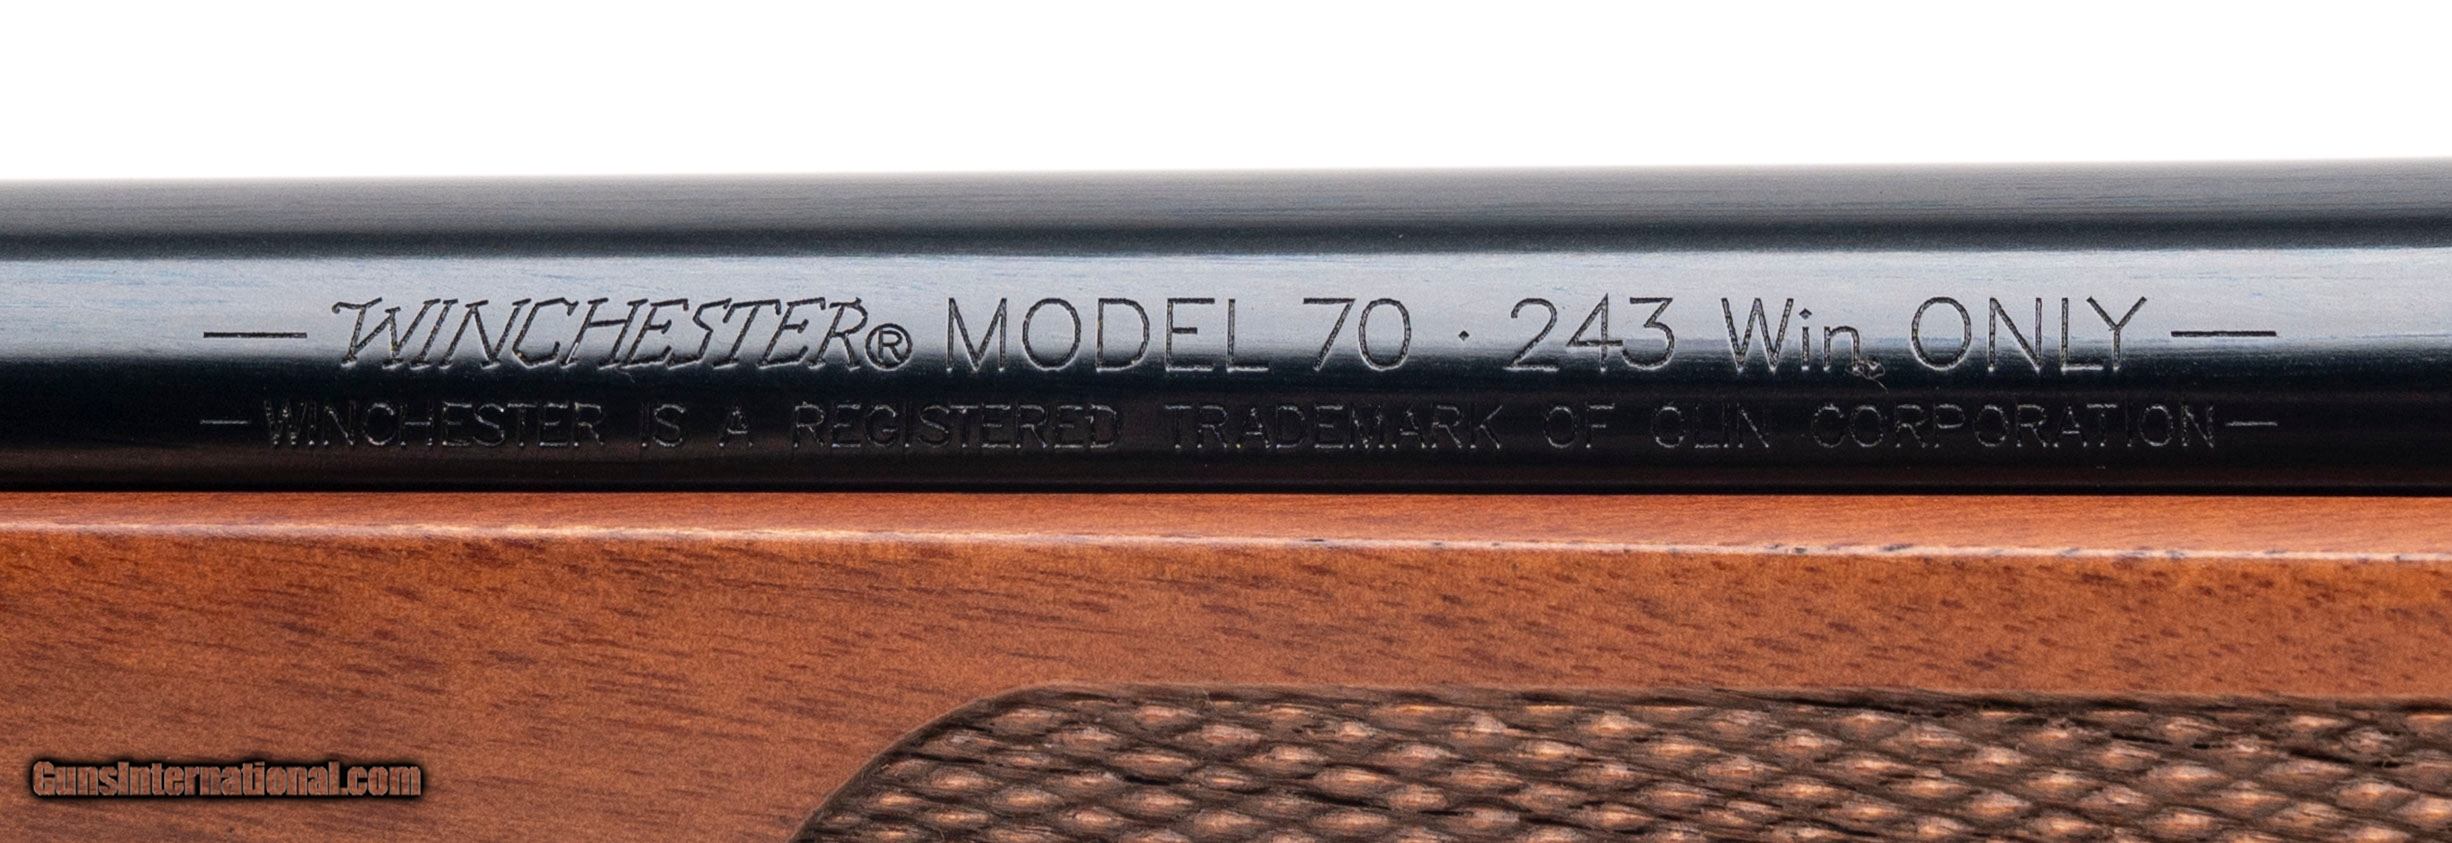 — WINCHESTER® MODEL 70 · 243 Win. ONLY —
— WINCHESTER IS A REGISTERED TRADEMARK OF OLIN CORPORATION —
GunsInternational.com